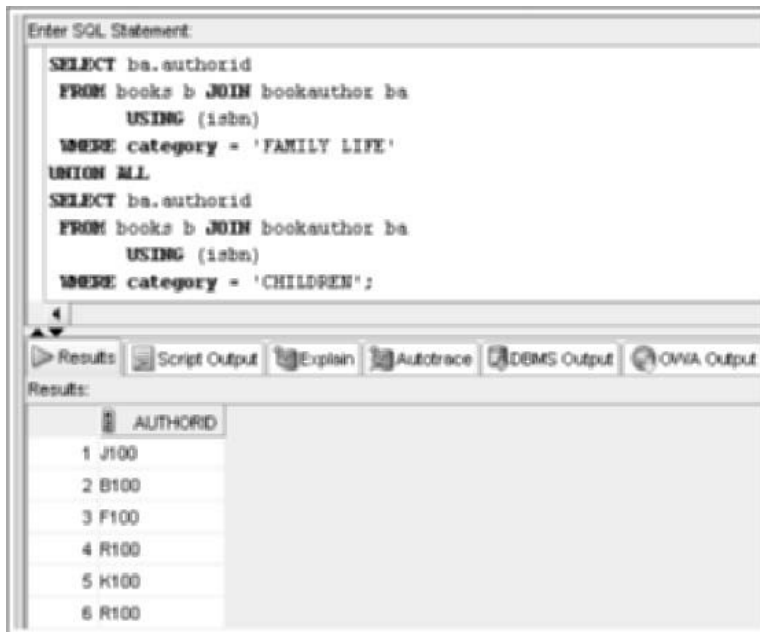 Enter SQL Statement:
SELECT ba.authorid
FROM books b JOIN bookauthor ba
USING (isbn)
WHERE category = 'FAMILY LIFE'
UNION ALL
SELECT ba.authorid
FROM books b JOIN bookauthor ba
USING (isbn)
WHERE category = 'CHILDREN';
Results Script Output Explain Autotrace DBMS Output OWA Output
Results:
AUTHORID
1 J100
2 B100
3 F100
4 R100
5 K100
6 R100